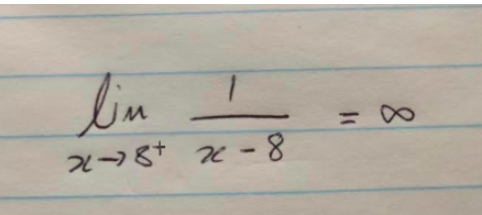 lim x→8⁺ 1/(x - 8) = ∞